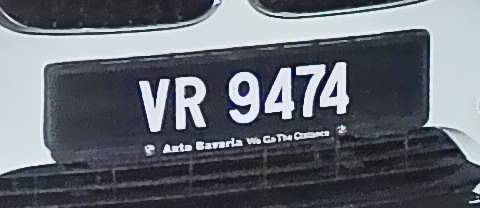 VR 9474
Auto Bavaria We Go The Distance